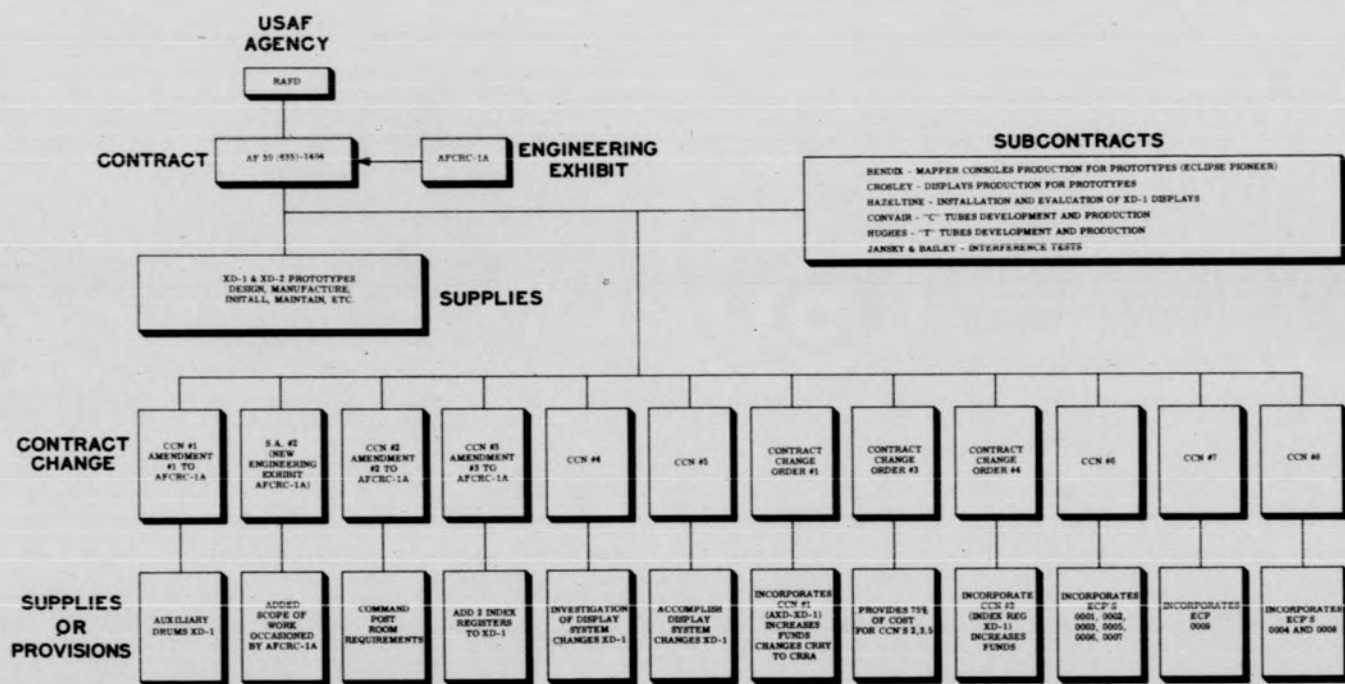 USAF
AGENCY
RAFD
CONTRACT
AF 30 (635)-1404
AFCRC-1A
ENGINEERING
EXHIBIT
SUBCONTRACTS
BENDIX - MAPPER CONSOLES PRODUCTION FOR PROTOTYPES (ECLIPSE PIONEER)
CROSLEY - DISPLAYS PRODUCTION FOR PROTOTYPES
HAZELTINE - INSTALLATION AND EVALUATION OF XD-1 DISPLAYS
CONVAIR - "C" TUBES DEVELOPMENT AND PRODUCTION
HUGHES - "T" TUBES DEVELOPMENT AND PRODUCTION
JANSKY & BAILEY - INTERFERENCE TESTS
XD-1 & XD-2 PROTOTYPES
DESIGN, MANUFACTURE,
INSTALL, MAINTAIN, ETC.
SUPPLIES
CONTRACT
CHANGE
CCN #1
AMENDMENT
#1 TO
AFCRC-1A
S.A. #2
(NEW
ENGINEERING
EXHIBIT
AFCRC-1A)
CCN #2
AMENDMENT
#2 TO
AFCRC-1A
CCN #3
AMENDMENT
#3 TO
AFCRC-1A
CCN #4
CCN #5
CONTRACT
CHANGE
ORDER #1
CONTRACT
CHANGE
ORDER #3
CONTRACT
CHANGE
ORDER #4
CCN #6
CCN #7
CCN #8
SUPPLIES
OR
PROVISIONS
AUXILIARY
DRUMS XD-1
ADDED
SCOPE OF
WORK
OCCASIONED
BY AFCRC-1A
COMMAND
POST
ROOM
REQUIREMENTS
ADD 2 INDEX
REGISTERS
TO XD-1
INVESTIGATION
OF DISPLAY
SYSTEM
CHANGES XD-1
ACCOMPLISH
DISPLAY
SYSTEM
CHANGES XD-1
INCORPORATES
CCN #1
(AXD-XD-1)
INCREASES
FUNDS
CHANGES CRRY
TO CRRA
PROVIDES 75%
OF COST
FOR CCN'S 2,3,5
INCORPORATE
CCN #3
(INDEX REG
XD-1)
INCREASES
FUNDS
INCORPORATES
ECP'S
0001, 0002,
0003, 0005,
0006, 0007
INCORPORATES
ECP
0009
INCORPORATES
ECP'S
0004 AND 0008